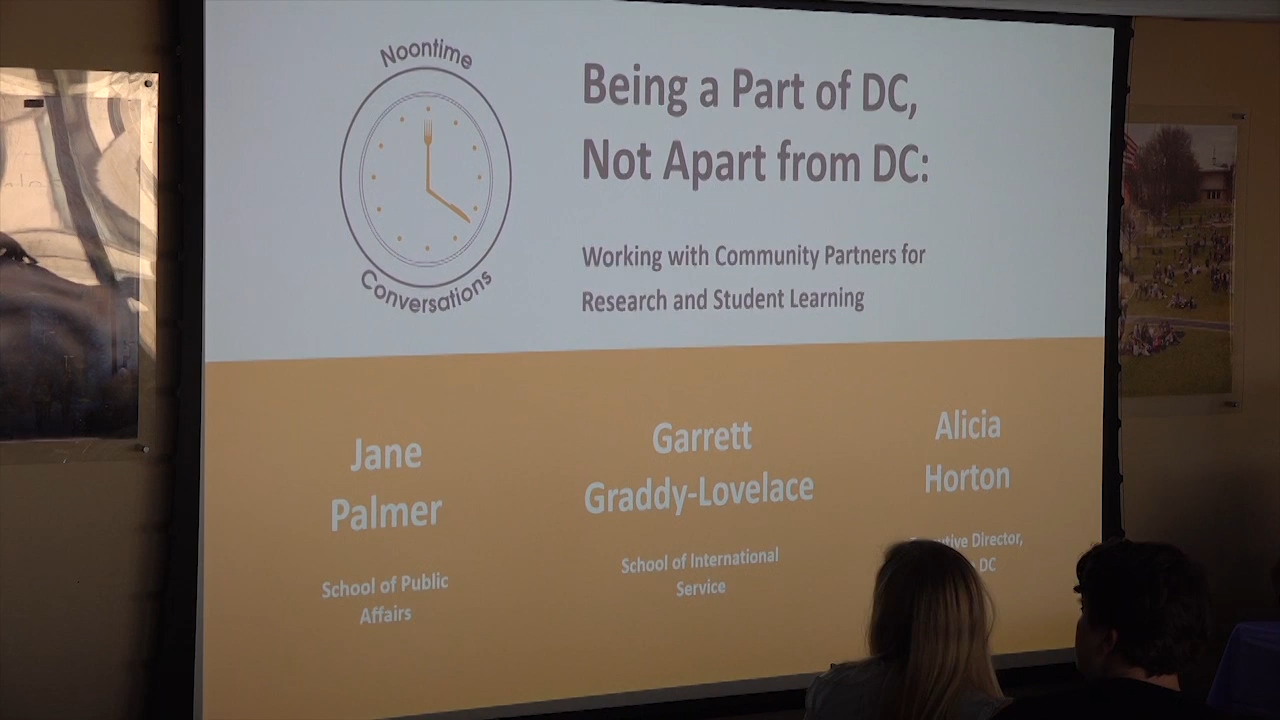 Noontime
Conversations
Being a Part of DC,
Not Apart from DC:
Working with Community Partners for
Research and Student Learning
Jane
Palmer
School of Public
Affairs
Garrett
Graddy-Lovelace
School of International
Service
Alicia
Horton
Director,
DC